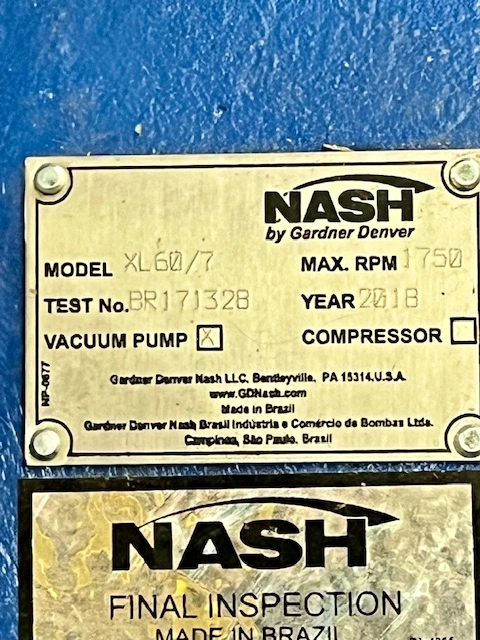 NASH
by Gardner Denver
MODEL XL60/7 MAX. RPM 1750
TEST No. BR171328 YEAR 2018
VACUUM PUMP X COMPRESSOR
Gardner Denver Nash LLC, Bentleyville, PA 15314.U.S.A.
www.GDNash.com
Made in Brazil
Gardner Denver Nash Brasil Indústria e Comércio de Bombas Ltda.
Campinas, São Paulo, Brasil
NP-0677
NASH
FINAL INSPECTION
MADE IN BRAZIL